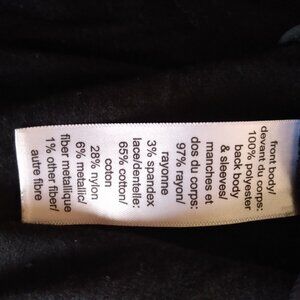 front body/
devant du corps:
100% polyester
back body
& sleeves/
manches et
dos du corps:
97% rayon/
rayonne
3% spandex
lace/dentelle:
65% cotton/
coton
28% nylon
6% metallic/
fiber metallique
1% other fiber/
autre fibre